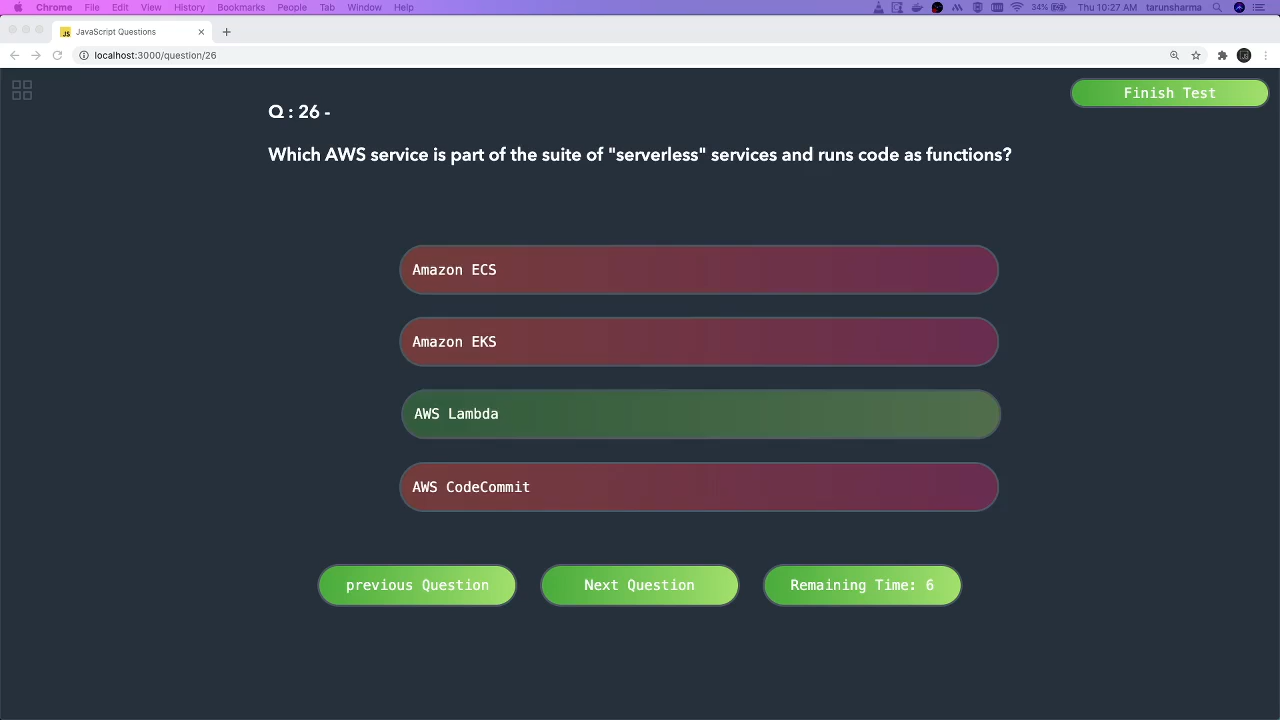 Chrome File Edit View History Bookmarks People Tab Window Help 34% Thu 10:27 AM tarunsharma
JS JavaScript Questions
localhost:3000/question/26
Finish Test
Q : 26 -
Which AWS service is part of the suite of "serverless" services and runs code as functions?
Amazon ECS
Amazon EKS
AWS Lambda
AWS CodeCommit
previous Question Next Question Remaining Time: 6